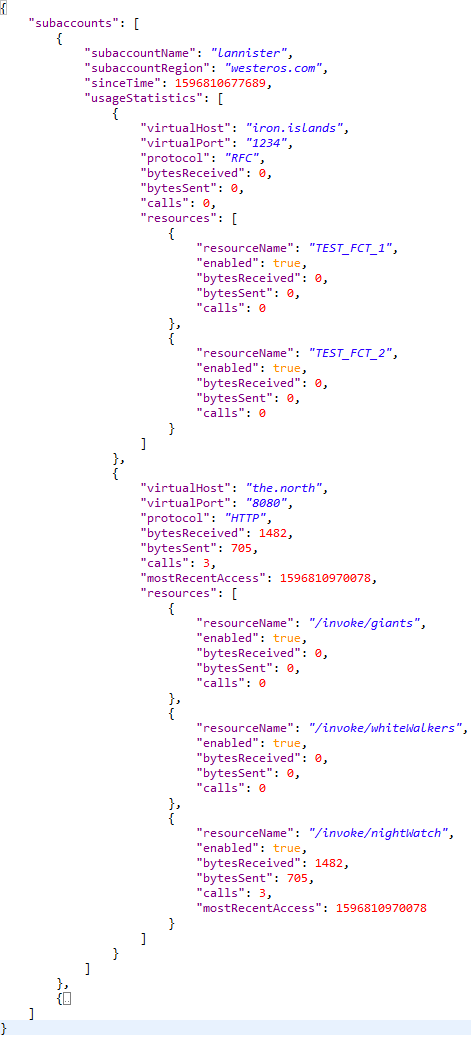 {
    "subaccounts": [
        {
            "subaccountName": "lannister",
            "subaccountRegion": "westeros.com",
            "sinceTime": 1596810677689,
            "usageStatistics": [
                {
                    "virtualHost": "iron.islands",
                    "virtualPort": "1234",
                    "protocol": "RFC",
                    "bytesReceived": 0,
                    "bytesSent": 0,
                    "calls": 0,
                    "resources": [
                        {
                            "resourceName": "TEST_FCT_1",
                            "enabled": true,
                            "bytesReceived": 0,
                            "bytesSent": 0,
                            "calls": 0
                        },
                        {
                            "resourceName": "TEST_FCT_2",
                            "enabled": true,
                            "bytesReceived": 0,
                            "bytesSent": 0,
                            "calls": 0
                        }
                    ]
                },
                {
                    "virtualHost": "the.north",
                    "virtualPort": "8080",
                    "protocol": "HTTP",
                    "bytesReceived": 1482,
                    "bytesSent": 705,
                    "calls": 3,
                    "mostRecentAccess": 1596810970078,
                    "resources": [
                        {
                            "resourceName": "/invoke/giants",
                            "enabled": true,
                            "bytesReceived": 0,
                            "bytesSent": 0,
                            "calls": 0
                        },
                        {
                            "resourceName": "/invoke/whiteWalkers",
                            "enabled": true,
                            "bytesReceived": 0,
                            "bytesSent": 0,
                            "calls": 0
                        },
                        {
                            "resourceName": "/invoke/nightWatch",
                            "enabled": true,
                            "bytesReceived": 1482,
                            "bytesSent": 705,
                            "calls": 3,
                            "mostRecentAccess": 1596810970078
                        }
                    ]
                }
            ]
        },
        {…
    ]
}